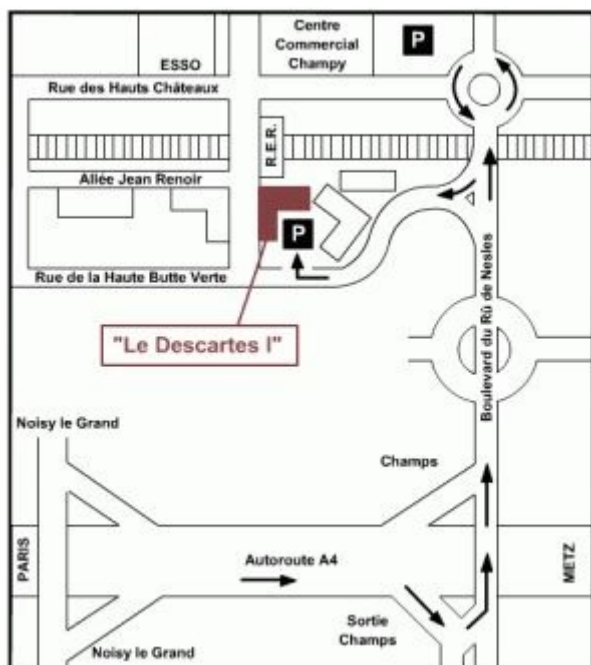 Centre
Commercial
Champy
P
ESSO
Rue des Hauts Châteaux
R.E.R.
Allée Jean Renoir
P
Rue de la Haute Butte Verte
Boulevard du Rû de Nesles
"Le Descartes I"
Noisy le Grand
Champs
PARIS
Autoroute A4
METZ
Sortie
Champs
Noisy le Grand